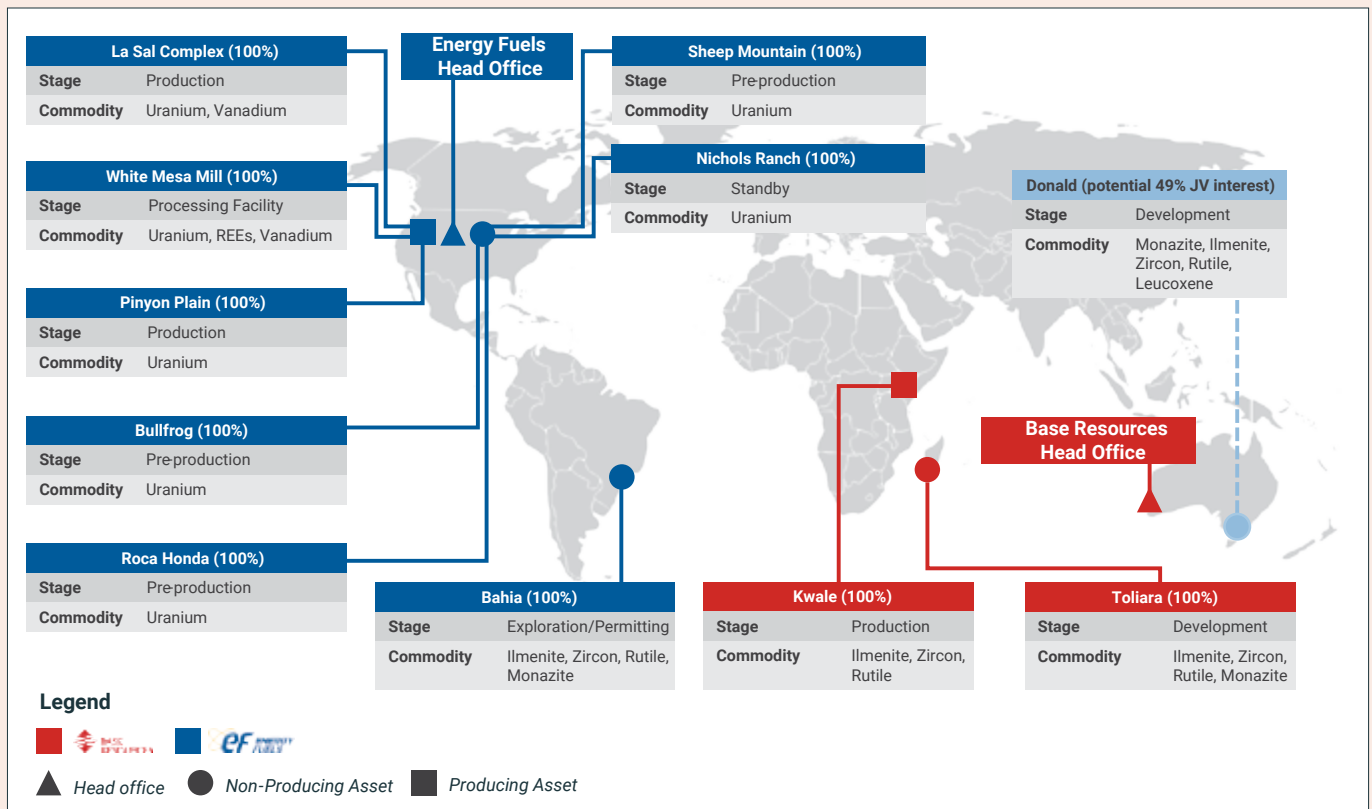 La Sal Complex (100%)
Stage Production
Commodity Uranium, Vanadium
Energy Fuels
Head Office
Sheep Mountain (100%)
Stage Pre-production
Commodity Uranium
White Mesa Mill (100%)
Stage Processing Facility
Commodity Uranium, REEs, Vanadium
Nichols Ranch (100%)
Stage Standby
Commodity Uranium
Donald (potential 49% JV interest)
Stage Development
Commodity Monazite, Ilmenite,
Zircon, Rutile,
Leucoxene
Pinyon Plain (100%)
Stage Production
Commodity Uranium
Bullfrog (100%)
Stage Pre-production
Commodity Uranium
Base Resources
Head Office
Roca Honda (100%)
Stage Pre-production
Commodity Uranium
Bahia (100%)
Stage Exploration/Permitting
Commodity Ilmenite, Zircon, Rutile,
Monazite
Kwale (100%)
Stage Production
Commodity Ilmenite, Zircon,
Rutile
Toliara (100%)
Stage Development
Commodity Ilmenite, Zircon,
Rutile, Monazite
Legend
BASE
RESOURCES
ef ENERGY
FUELS
Head office Non-Producing Asset Producing Asset